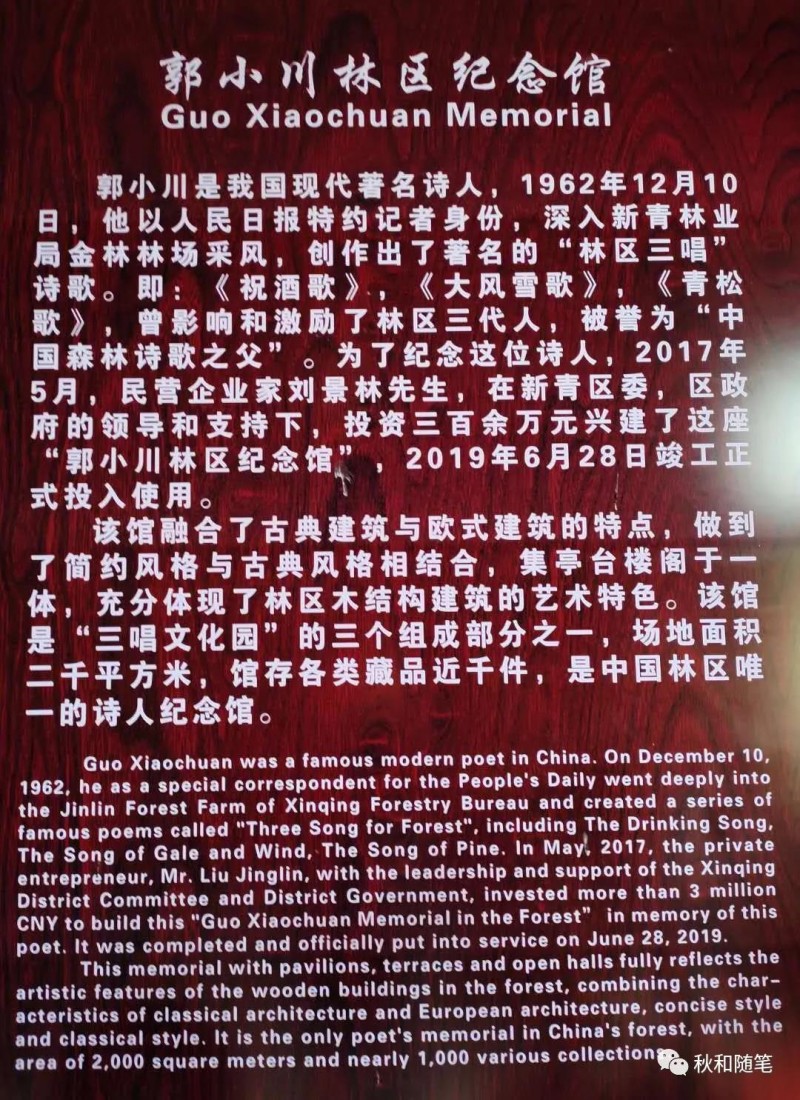 郭小川林区纪念馆
Guo Xiaochuan Memorial
郭小川是我国现代著名诗人，1962年12月10
日，他以人民日报特约记者身份，深入新青林业
局金林林场采风，创作出了著名的“林区三唱”
诗歌。即：《祝酒歌》，《大风雪歌》，《青松
歌》，曾影响和激励了林区三代人，被誉为“中
国森林诗歌之父”。为了纪念这位诗人，2017年
5月，民营企业家刘景林先生，在新青区委，区政
府的领导和支持下，投资三百余万元兴建了这座
“郭小川林区纪念馆”，2019年6月28日竣工正
式投入使用。
该馆融合了古典建筑与欧式建筑的特点，做到
了简约风格与古典风格相结合，集亭台楼阁于一
体，充分体现了林区木结构建筑的艺术特色。该馆
是“三唱文化园”的三个组成部分之一，场地面积
二千平方米，馆存各类藏品近千件，是中国林区唯
一的诗人纪念馆。
Guo Xiaochuan was a famous modern poet in China. On December 10,
1962, he as a special correspondent for the People's Daily went deeply into
the Jinlin Forest Farm of Xinqing Forestry Bureau and created a series of
famous poems called "Three Song for Forest", including The Drinking Song,
The Song of Gale and Wind, The Song of Pine. In May, 2017, the private
entrepreneur, Mr. Liu Jinglin, with the leadership and support of the Xinqing
District Committee and District Government, invested more than 3 million
CNY to build this "Guo Xiaochuan Memorial in the Forest" in memory of this
poet. It was completed and officially put into service on June 28, 2019.
This memorial with pavilions, terraces and open halls fully reflects the
artistic features of the wooden buildings in the forest, combining the char-
acteristics of classical architecture and European architecture, concise style
and classical style. It is the only poet's memorial in China's forest, with the
area of 2,000 square meters and nearly 1,000 various collections
秋和随笔